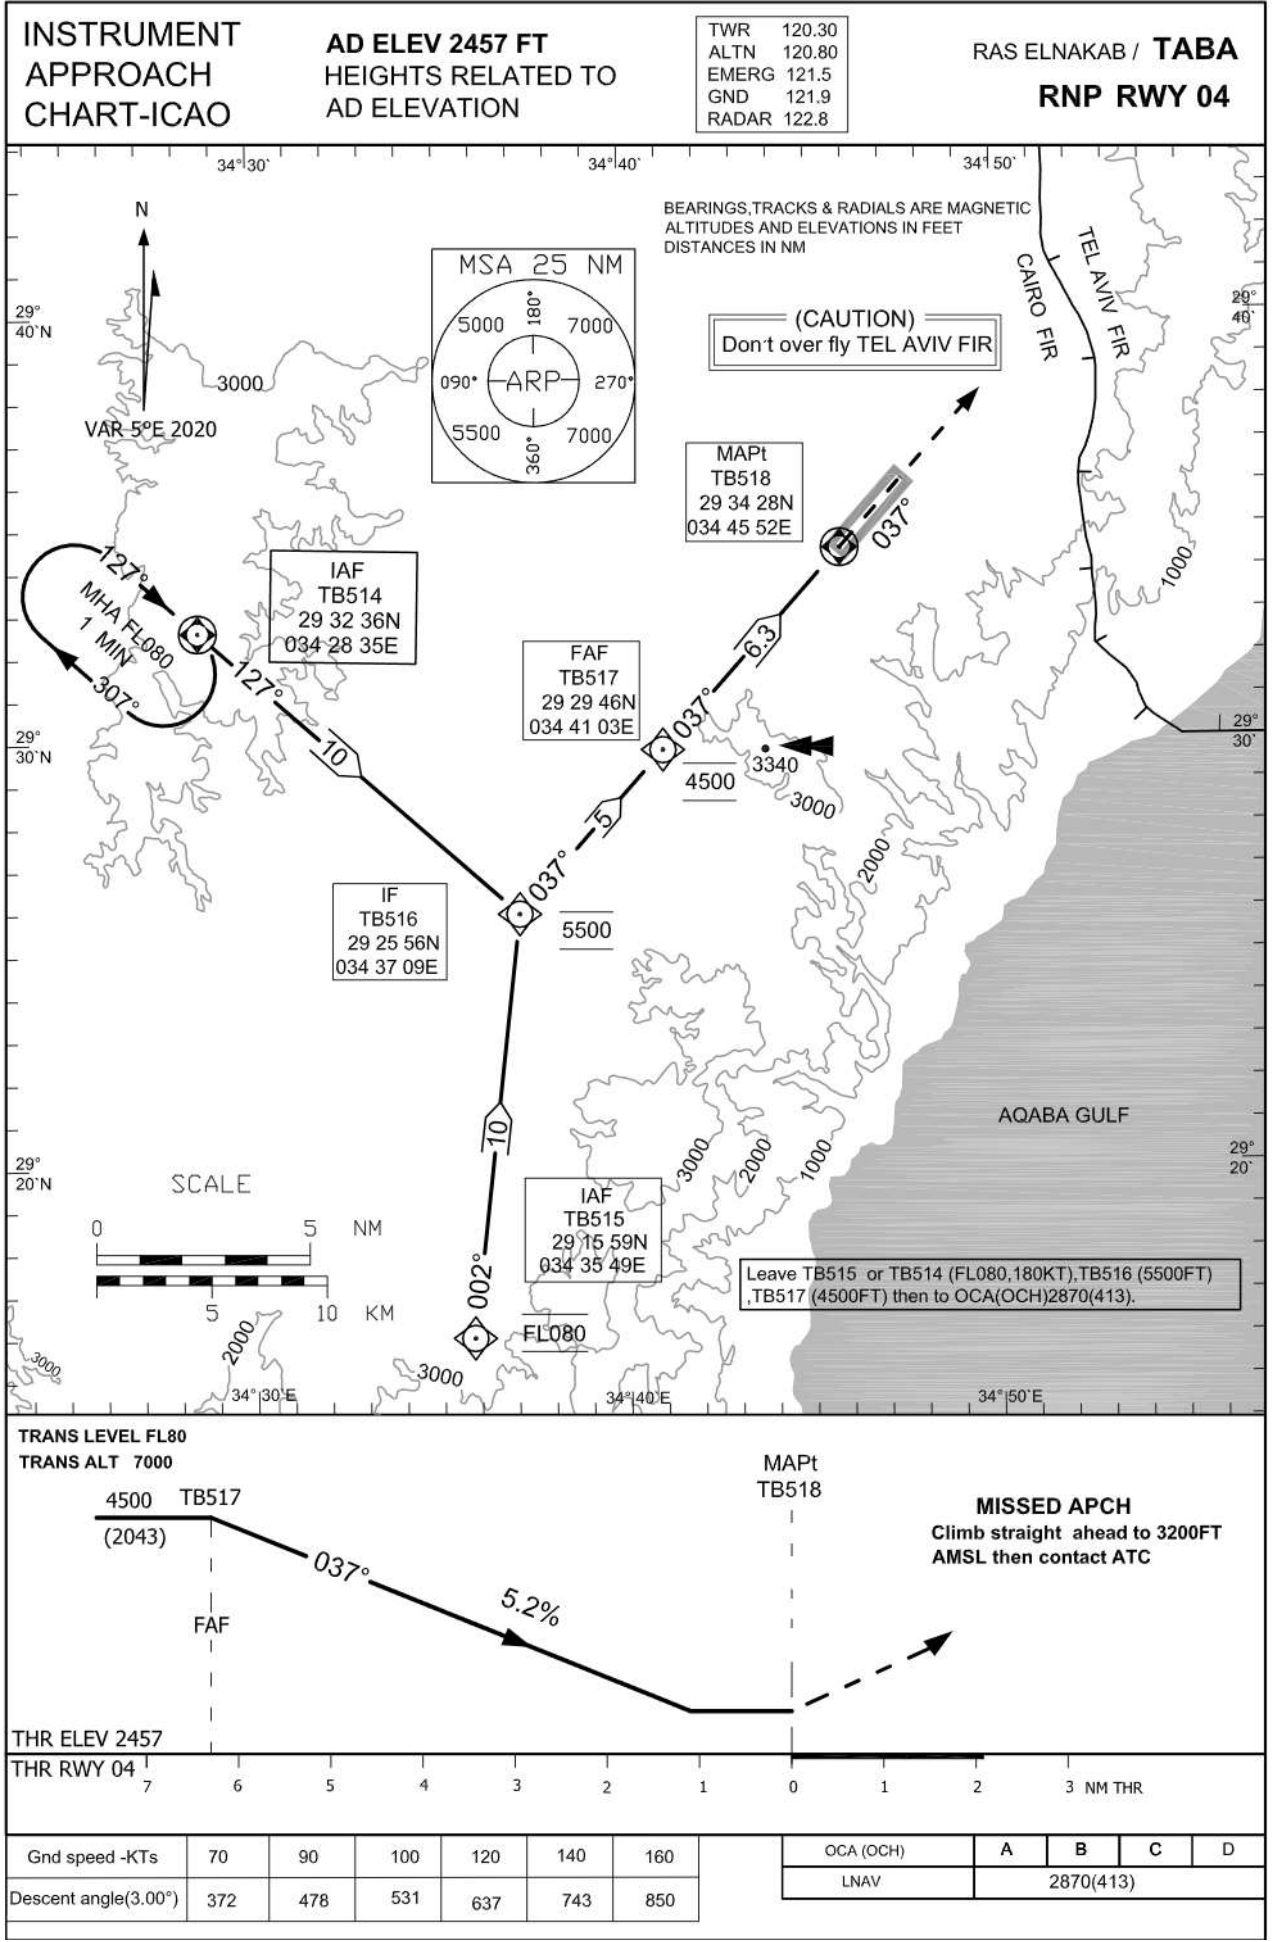 INSTRUMENT
APPROACH
CHART-ICAO
AD ELEV 2457 FT
HEIGHTS RELATED TO
AD ELEVATION
TWR 120.30
ALTN 120.80
EMERG 121.5
GND 121.9
RADAR 122.8
RAS ELNAKAB / TABA
RNP RWY 04
34°30`
34°40`
34°50`
N
VAR 5°E 2020
29°
40`N
3000
MSA 25 NM
5000
180°
7000
090°
ARP
270°
5500
360°
7000
BEARINGS,TRACKS & RADIALS ARE MAGNETIC
ALTITUDES AND ELEVATIONS IN FEET
DISTANCES IN NM
(CAUTION)
Don't over fly TEL AVIV FIR
CAIRO FIR
TEL AVIV FIR
29°
40`
MAPt
TB518
29 34 28N
034 45 52E
037°
1000
127°
MHA FL080
1 MIN
307°
IAF
TB514
29 32 36N
034 28 35E
127°
10
FAF
TB517
29 29 46N
034 41 03E
6.3
037°
4500
3340
3000
29°
30`N
29°
30`
5
037°
2000
IF
TB516
29 25 56N
034 37 09E
5500
10
AQABA GULF
3000
2000
1000
29°
20`N
29°
20`
SCALE
0 5 NM
5 10 KM
IAF
TB515
29 15 59N
034 35 49E
002°
FL080
Leave TB515 or TB514 (FL080,180KT),TB516 (5500FT)
,TB517 (4500FT) then to OCA(OCH)2870(413).
3000
2000
3000
34°30`E
34°40`E
34°50`E
TRANS LEVEL FL80
TRANS ALT 7000
4500 TB517
(2043)
037°
5.2%
FAF
MAPt
TB518
MISSED APCH
Climb straight ahead to 3200FT
AMSL then contact ATC
THR ELEV 2457
THR RWY 04
7 6 5 4 3 2 1 0 1 2 3 NM THR
Gnd speed -KTs 70 90 100 120 140 160
Descent angle(3.00°) 372 478 531 637 743 850
OCA (OCH) A B C D
LNAV 2870(413)